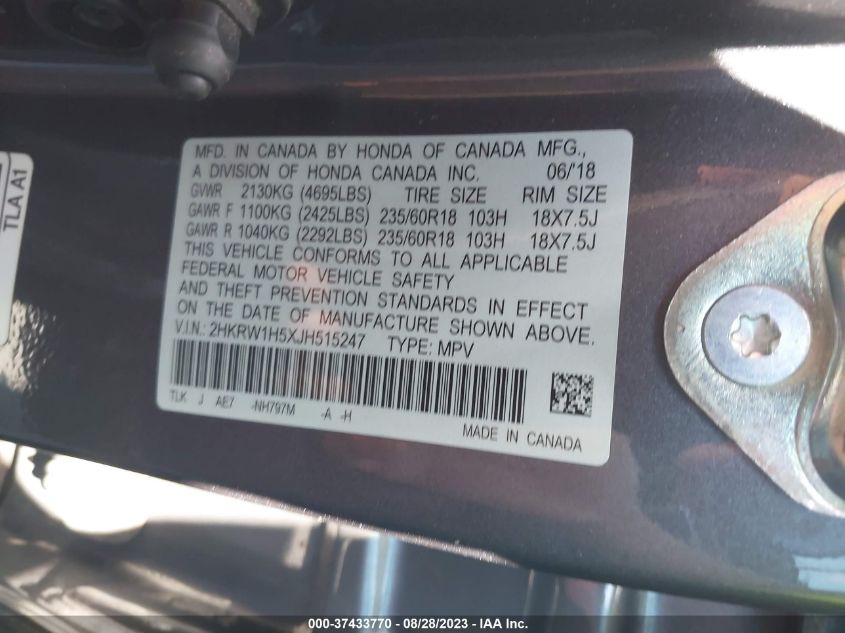 MFD. IN CANADA BY HONDA OF CANADA MFG.,
A DIVISION OF HONDA CANADA INC. 06/'18
GVWR 2130KG (4695LBS) TIRE SIZE RIM SIZE
GAWR F 1100KG (2425LBS) 235/60R18 103H 18X7.5J
GAWR R 1040KG (2292LBS) 235/60R18 103H 18X7.5J
THIS VEHICLE CONFORMS TO ALL APPLICABLE
FEDERAL MOTOR VEHICLE SAFETY
AND THEFT PREVENTION STANDARDS IN EFFECT
ON THE DATE OF MANUFACTURE SHOWN ABOVE.
V.I.N.: 2HKRW1H5XJH515247 TYPE: MPV
TLK J AE7 -NH797M -A -H
MADE IN CANADA
TLA A1
000-37433770 - 08/28/2023 - IAA Inc.